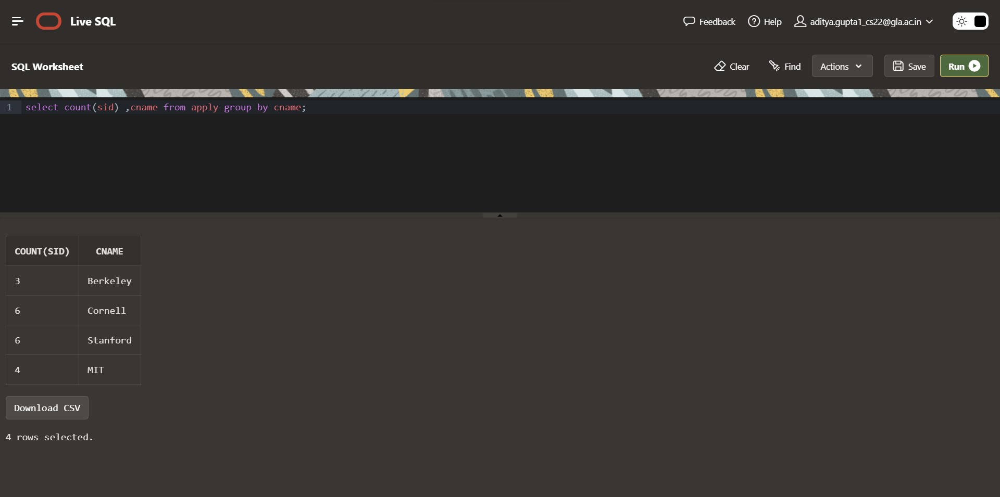 Live SQL
Feedback Help aditya.gupta1_cs22@gla.ac.in
SQL Worksheet
Clear Find Actions Save Run
1 select count(sid) ,cname from apply group by cname;
COUNT(SID) CNAME
3 Berkeley
6 Cornell
6 Stanford
4 MIT
Download CSV
4 rows selected.